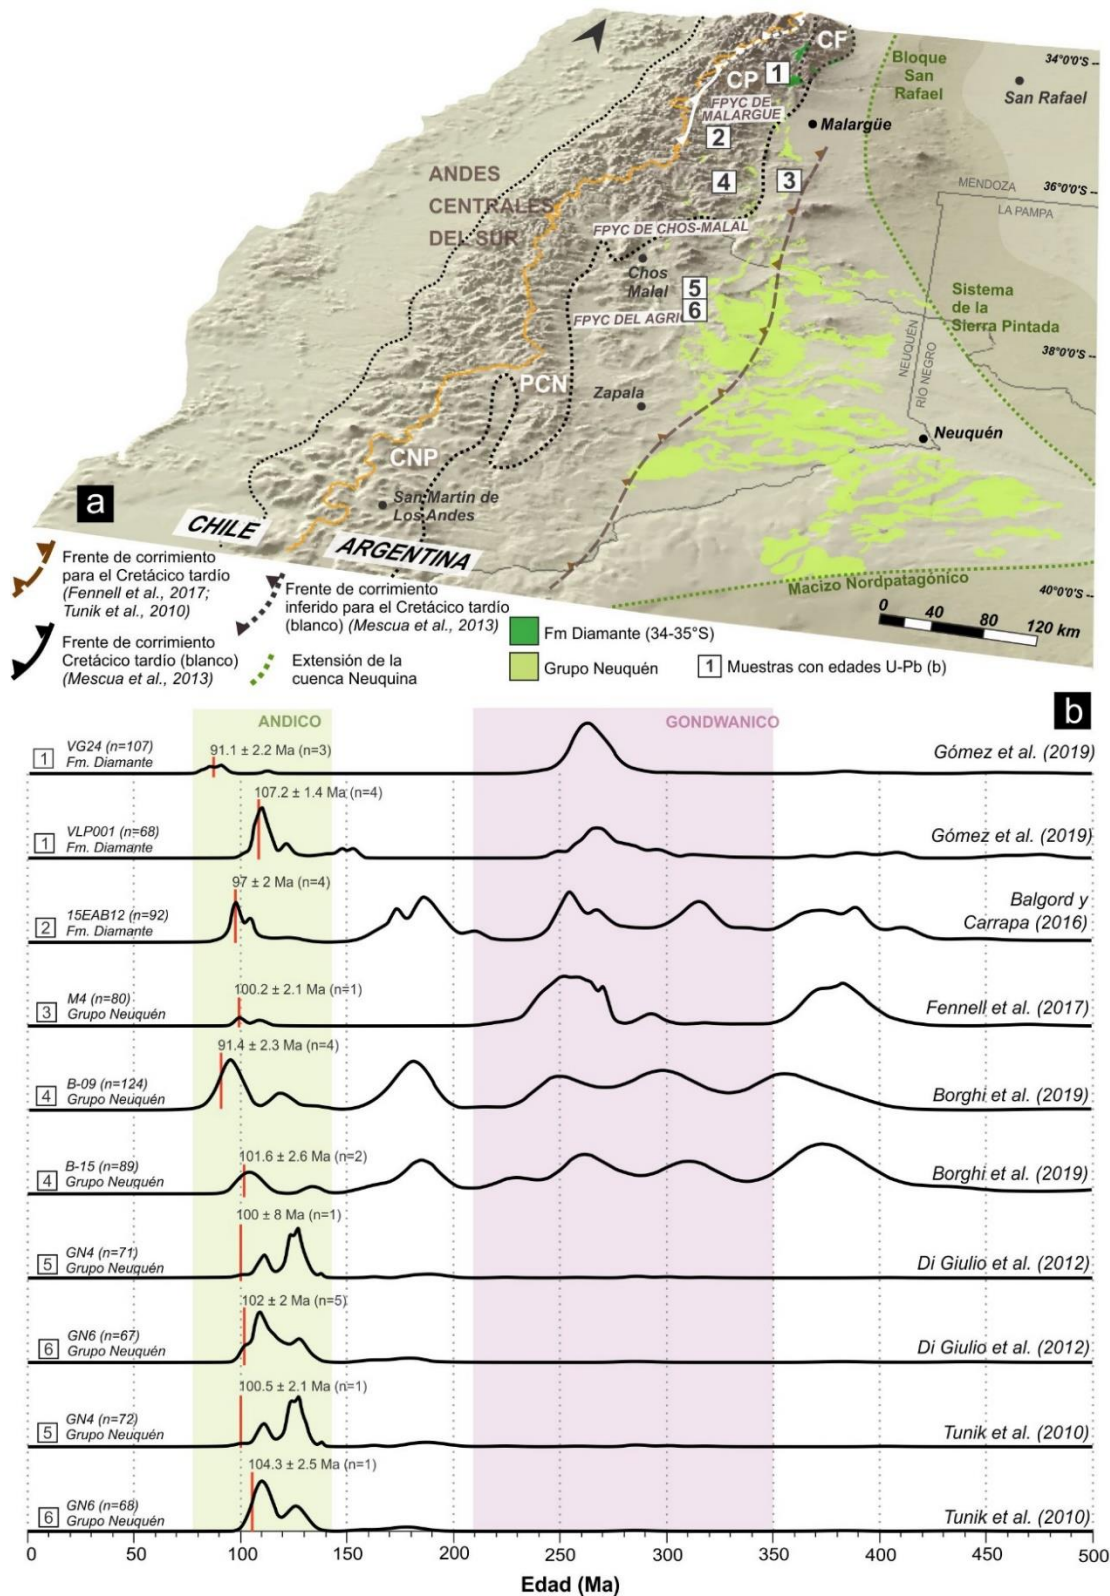 CF
34°0'0'S --
Bloque
San
Rafael
San Rafael
1
CP
FPYC DE
MALARGÜE
Malargüe
2
ANDES
CENTRALES
DEL SUR
4
3
MENDOZA
LA PAMPA
36°0'0'S --
FPYC DE CHOS-MALAL
Chos
Malal
5
6
FPYC DEL AGRIO
Sistema
de la
Sierra Pintada
NEUQUÉN
RÍO NEGRO
38°0'0'S --
PCN
Zapala
Neuquén
CNP
San Martín de
Los Andes
a
CHILE
ARGENTINA
Macizo Nordpatagónico
40°0'0'S --
0 40 80 120 km
Frente de corrimiento
para el Cretácico tardío
(Fennell et al., 2017;
Tunik et al., 2010)
Frente de corrimiento
Cretácico tardío (blanco)
(Mescua et al., 2013)
Frente de corrimiento
inferido para el Cretácico tardío
(blanco) (Mescua et al., 2013)
Extensión de la
cuenca Neuquina
Fm Diamante (34-35°S)
Grupo Neuquén
1 Muestras con edades U-Pb (b)
b
ANDICO
GONDWANICO
1 VG24 (n=107)
Fm. Diamante
91.1 ± 2.2 Ma (n=3)
Gómez et al. (2019)
1 VLP001 (n=68)
Fm. Diamante
107.2 ± 1.4 Ma (n=4)
Gómez et al. (2019)
2 15EAB12 (n=92)
Fm. Diamante
97 ± 2 Ma (n=4)
Balgord y
Carrapa (2016)
3 M4 (n=80)
Grupo Neuquén
100.2 ± 2.1 Ma (n=1)
Fennell et al. (2017)
4 B-09 (n=124)
Grupo Neuquén
91.4 ± 2.3 Ma (n=4)
Borghi et al. (2019)
4 B-15 (n=89)
Grupo Neuquén
101.6 ± 2.6 Ma (n=2)
Borghi et al. (2019)
5 GN4 (n=71)
Grupo Neuquén
100 ± 8 Ma (n=1)
Di Giulio et al. (2012)
6 GN6 (n=67)
Grupo Neuquén
102 ± 2 Ma (n=5)
Di Giulio et al. (2012)
5 GN4 (n=72)
Grupo Neuquén
100.5 ± 2.1 Ma (n=1)
Tunik et al. (2010)
6 GN6 (n=68)
Grupo Neuquén
104.3 ± 2.5 Ma (n=1)
Tunik et al. (2010)
0 50 100 150 200 250 300 350 400 450 500
Edad (Ma)